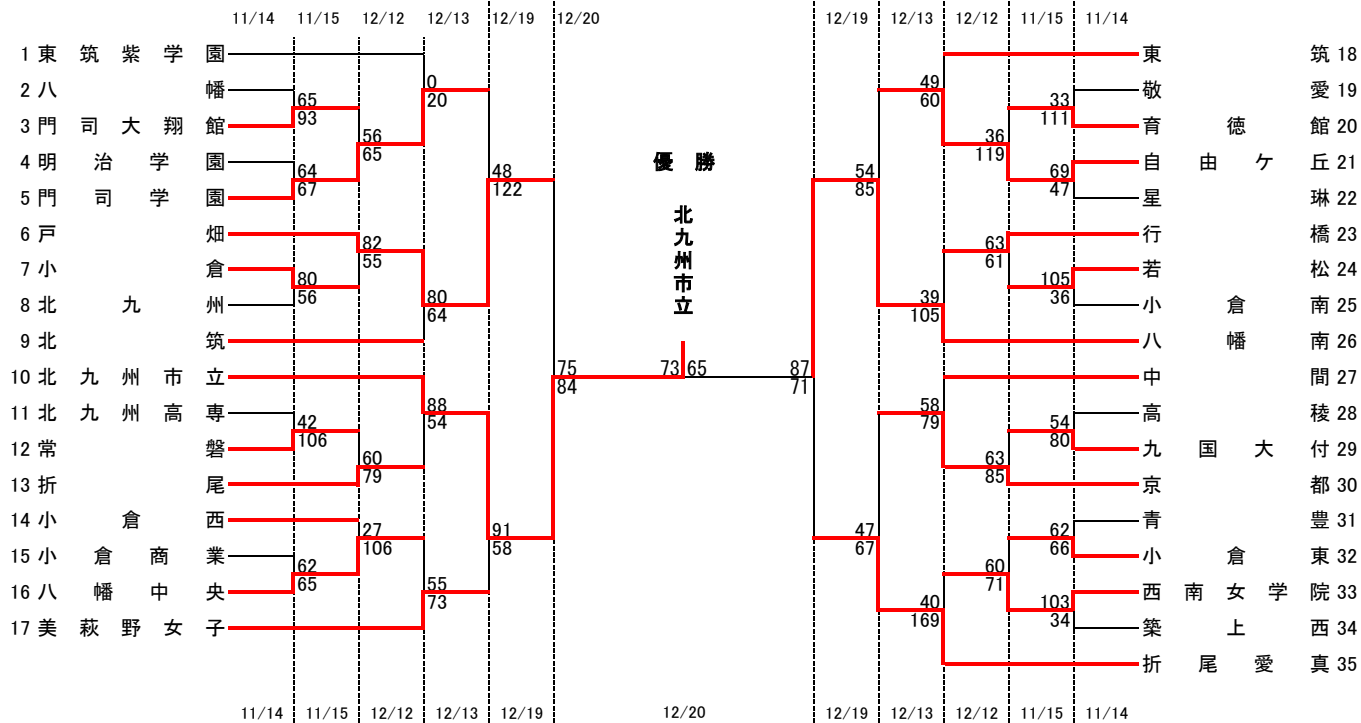 11/14 11/15 12/12 12/13 12/19 12/20 12/19 12/13 12/12 11/15 11/14
1 東筑紫学園 東筑 18
2 八幡 0 49 敬愛 19
65 20 60 33
3 門司大翔館 93 111 育徳館 20
56 36
65 119
4 明治学園 優勝 自由ケ丘 21
64 48 54 69
5 門司学園 67 122 85 47 星琳 22
6 戸畑 北九州市立 行橋 23
82 63
55 61
7 小倉 若松 24
80 105
8 北九州 56 80 39 36 小倉南 25
64 105
9 北筑 八幡南 26
10 北九州市立 75 73 65 87 中間 27
84 71
11 北九州高専 88 58 高稜 28
42 54 79 54
12 常磐 106 80 九国大付 29
60 63
13 折尾 79 85 京都 30
14 小倉西 青豊 31
27 91 47 62
15 小倉商業 106 58 67 66 小倉東 32
62 60
16 八幡中央 65 55 71 103 西南女学院 33
73 40 34
17 美萩野女子 169 築上西 34
折尾愛真 35
11/14 11/15 12/12 12/13 12/19 12/20 12/19 12/13 12/12 11/15 11/14